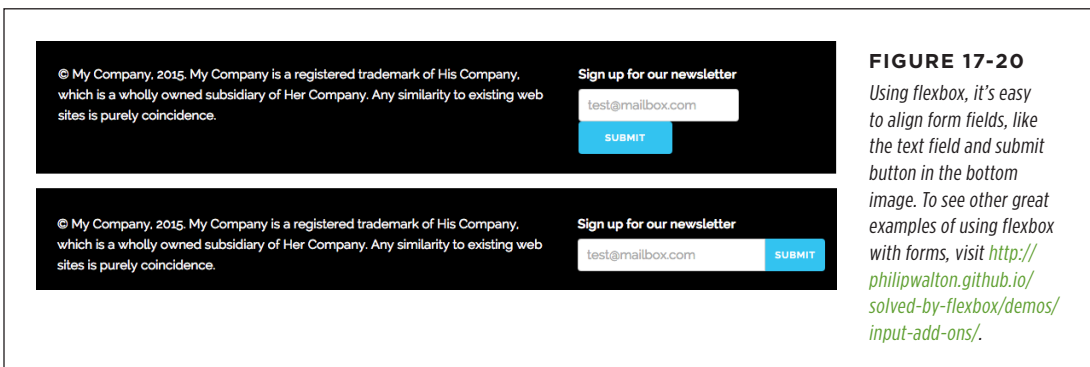 © My Company, 2015. My Company is a registered trademark of His Company,
which is a wholly owned subsidiary of Her Company. Any similarity to existing web
sites is purely coincidence.
Sign up for our newsletter
test@mailbox.com
SUBMIT
© My Company, 2015. My Company is a registered trademark of His Company,
which is a wholly owned subsidiary of Her Company. Any similarity to existing web
sites is purely coincidence.
Sign up for our newsletter
test@mailbox.com
SUBMIT
FIGURE 17-20
Using flexbox, it's easy
to align form fields, like
the text field and submit
button in the bottom
image. To see other great
examples of using flexbox
with forms, visit http://
philipwalton.github.io/
solved-by-flexbox/demos/
input-add-ons/.